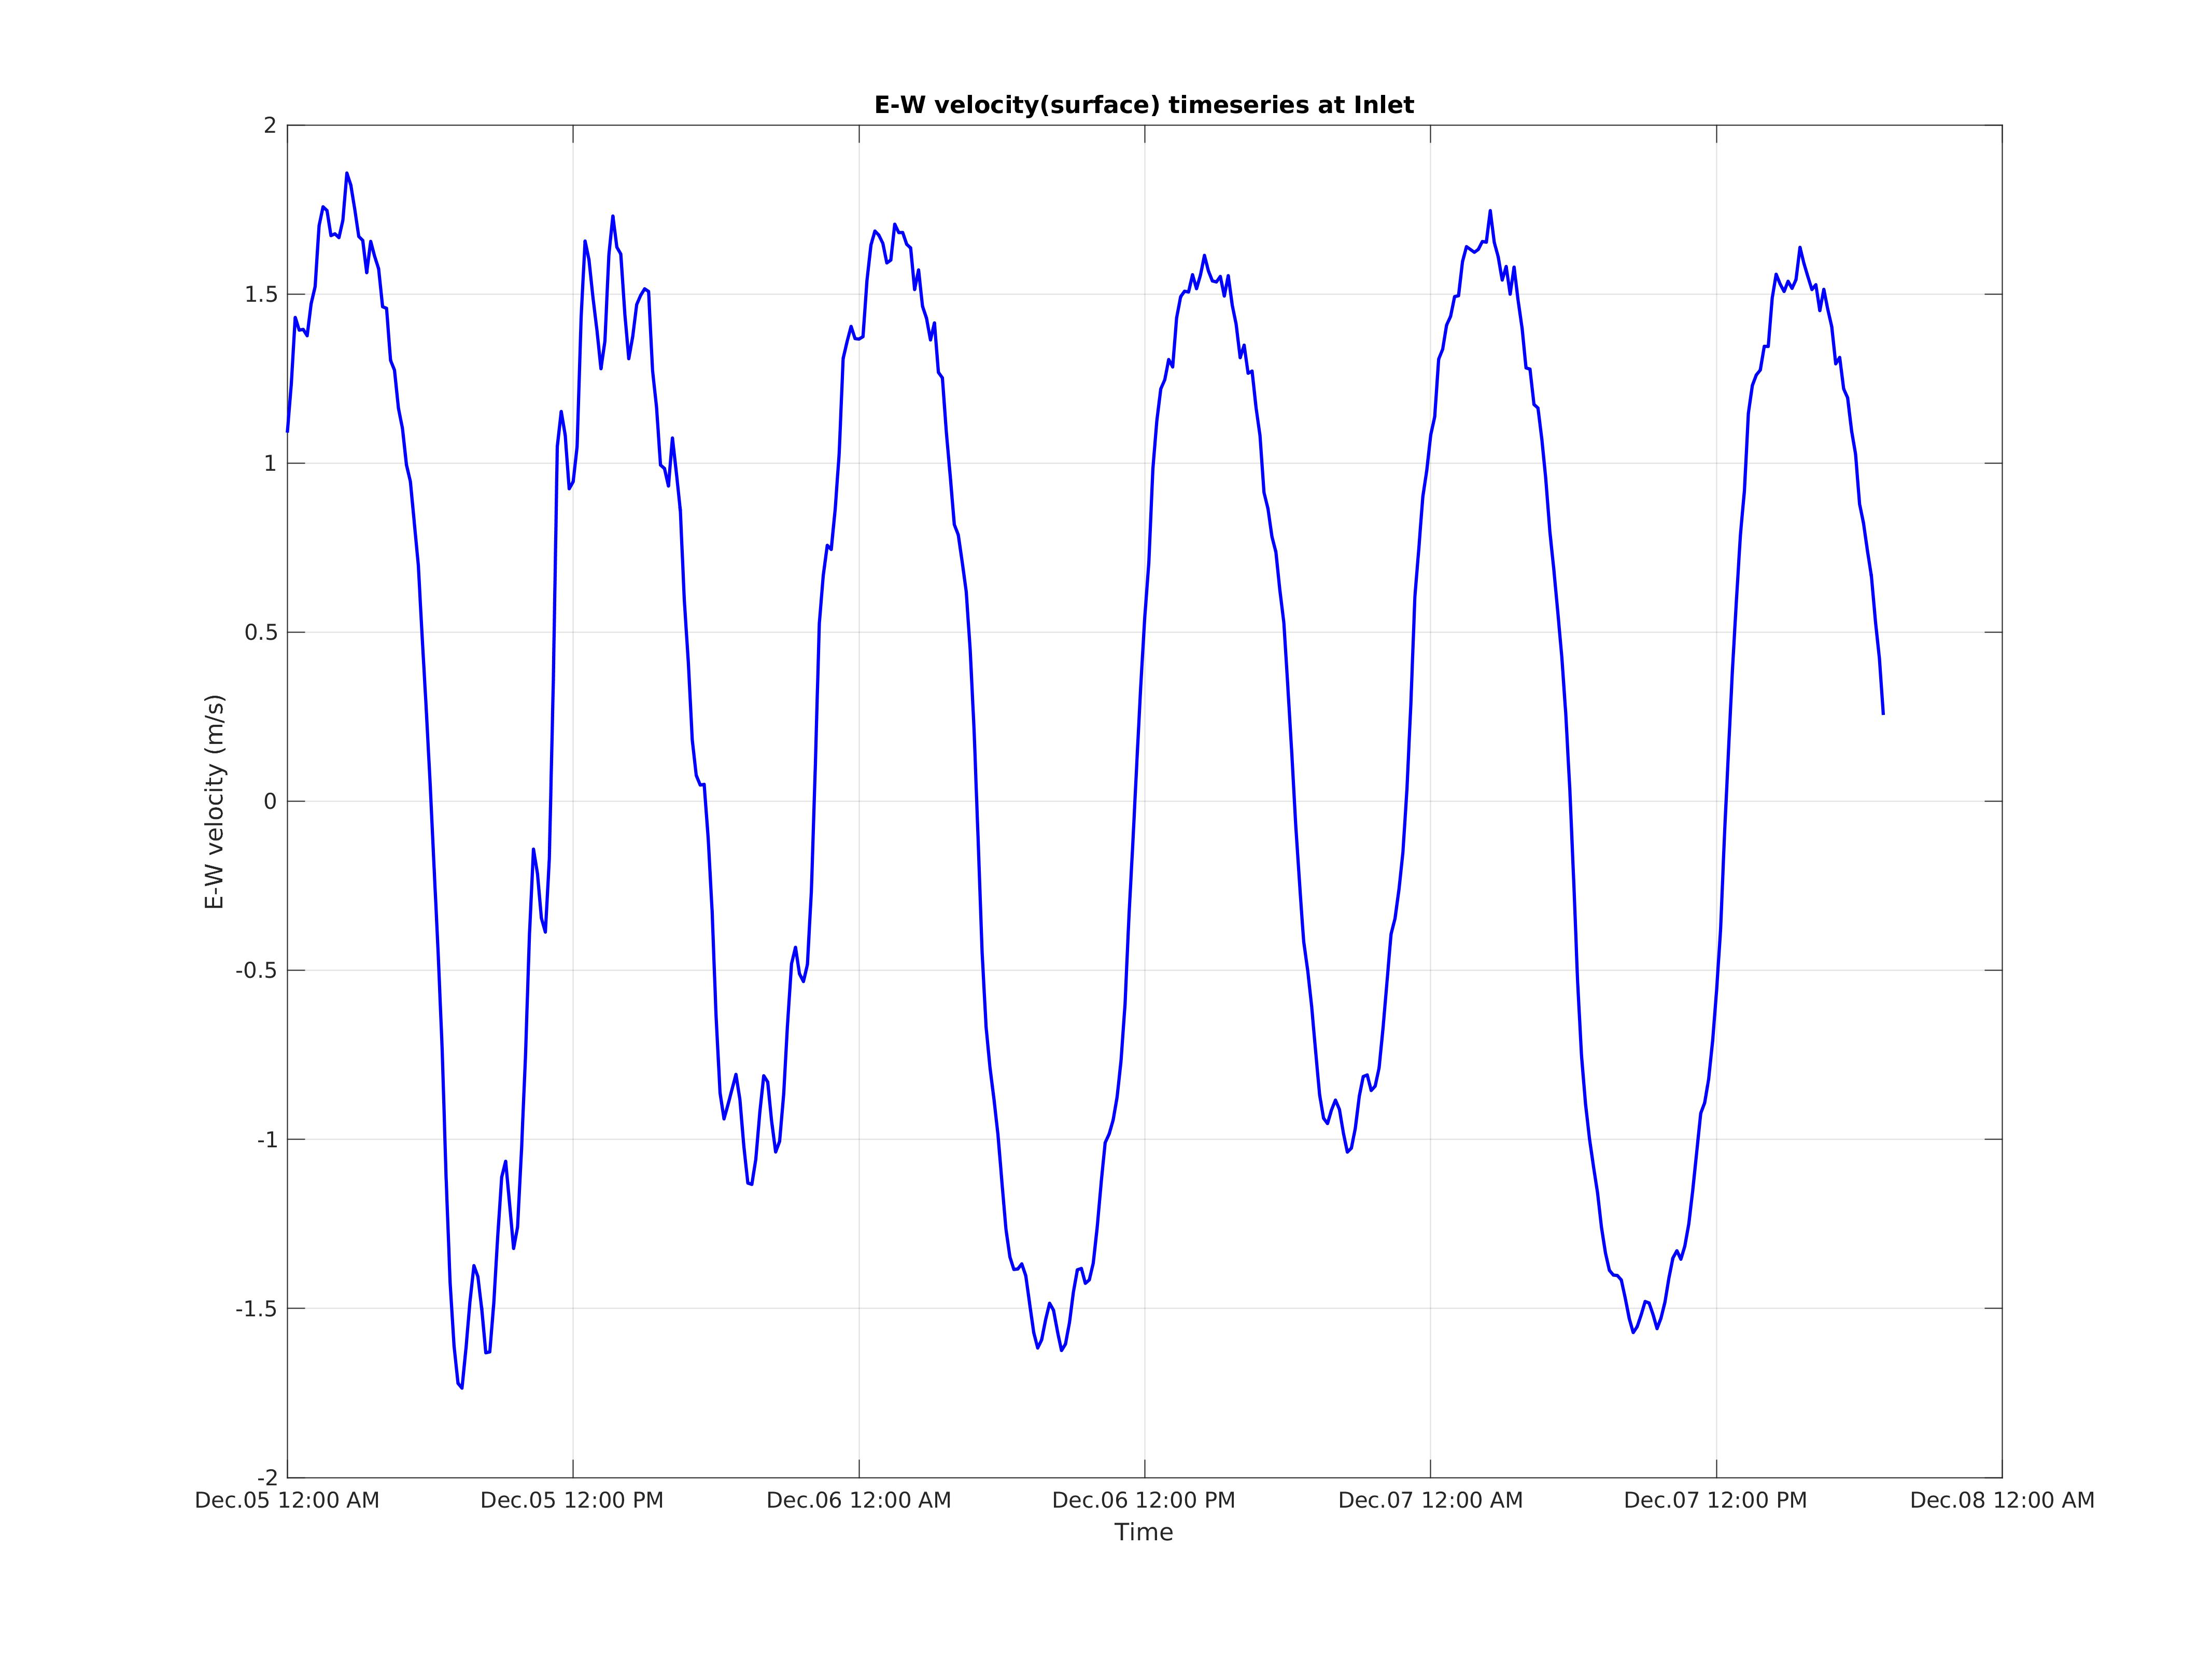 E-W velocity(surface) timeseries at Inlet
2
1.5
1
0.5
0
-0.5
-1
-1.5
-2
E-W velocity (m/s)
Dec.05 12:00 AM Dec.05 12:00 PM Dec.06 12:00 AM Dec.06 12:00 PM Dec.07 12:00 AM Dec.07 12:00 PM Dec.08 12:00 AM
Time